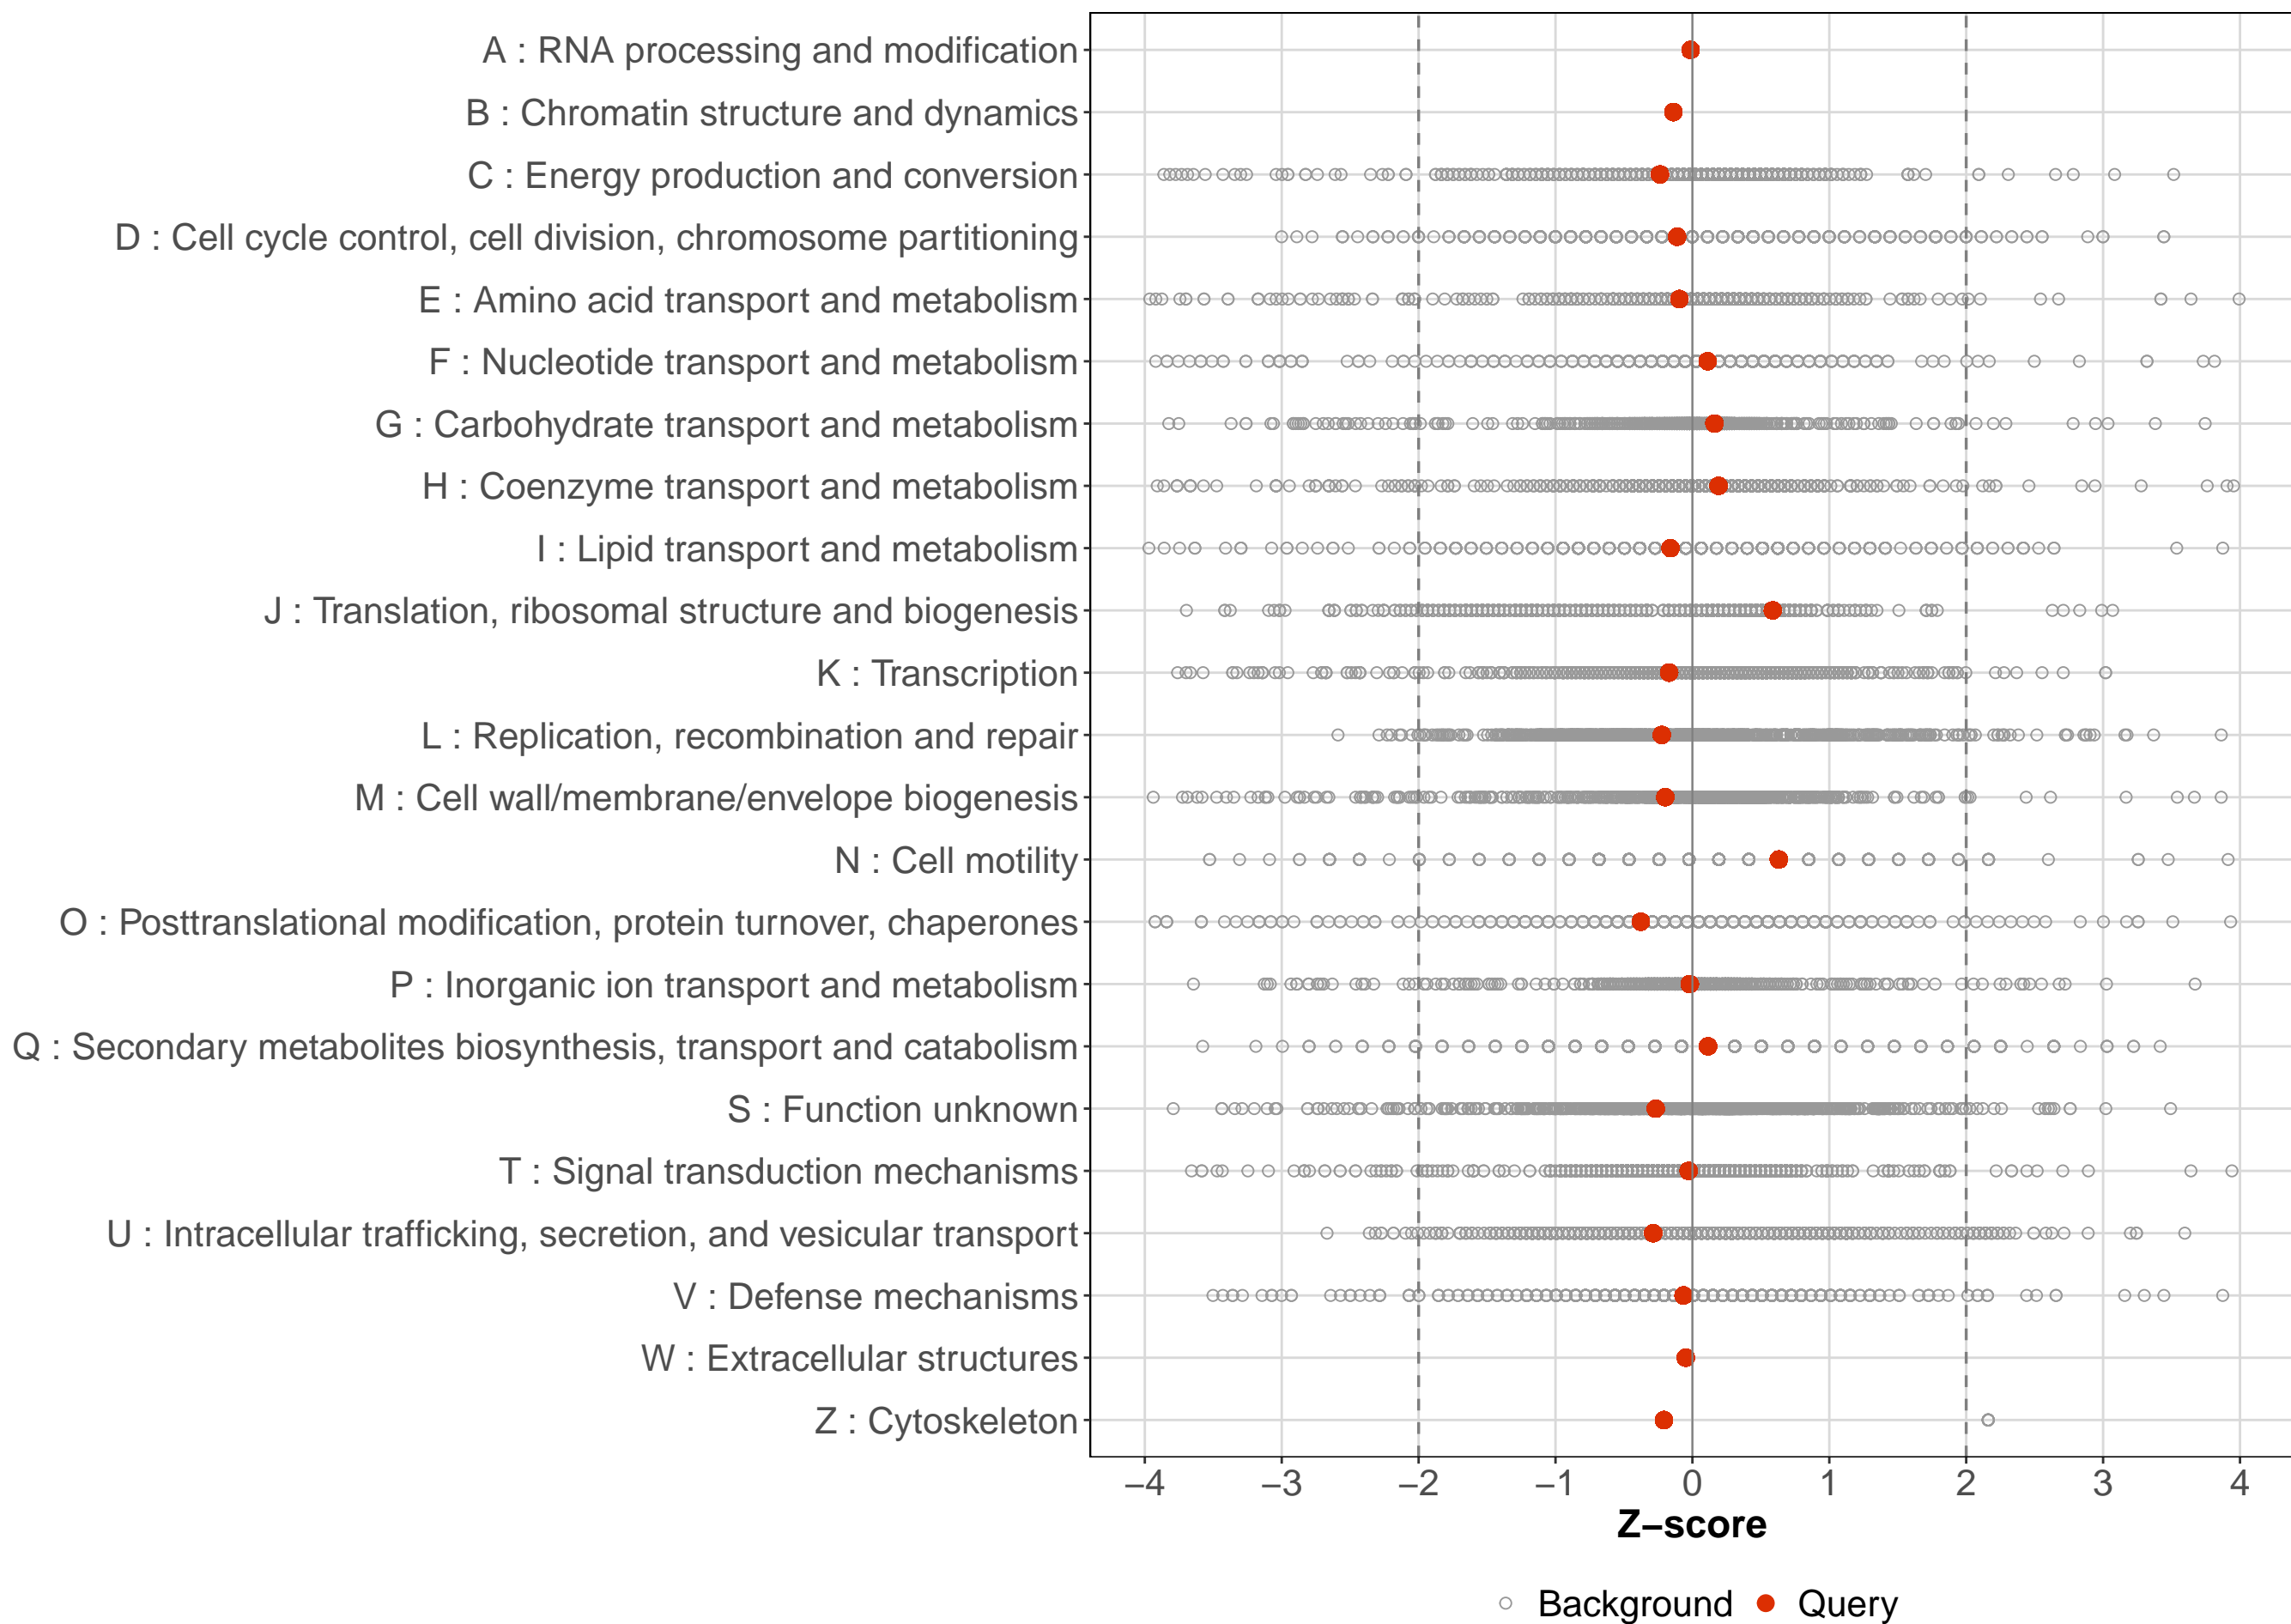 A : RNA processing and modification
B : Chromatin structure and dynamics
C : Energy production and conversion
D : Cell cycle control, cell division, chromosome partitioning
E : Amino acid transport and metabolism
F : Nucleotide transport and metabolism
G : Carbohydrate transport and metabolism
H : Coenzyme transport and metabolism
I : Lipid transport and metabolism
J : Translation, ribosomal structure and biogenesis
K : Transcription
L : Replication, recombination and repair
M : Cell wall/membrane/envelope biogenesis
N : Cell motility
O : Posttranslational modification, protein turnover, chaperones
P : Inorganic ion transport and metabolism
Q : Secondary metabolites biosynthesis, transport and catabolism
S : Function unknown
T : Signal transduction mechanisms
U : Intracellular trafficking, secretion, and vesicular transport
V : Defense mechanisms
W : Extracellular structures
Z : Cytoskeleton
−4 −3 −2 −1 0 1 2 3 4
Z−score
Background Query